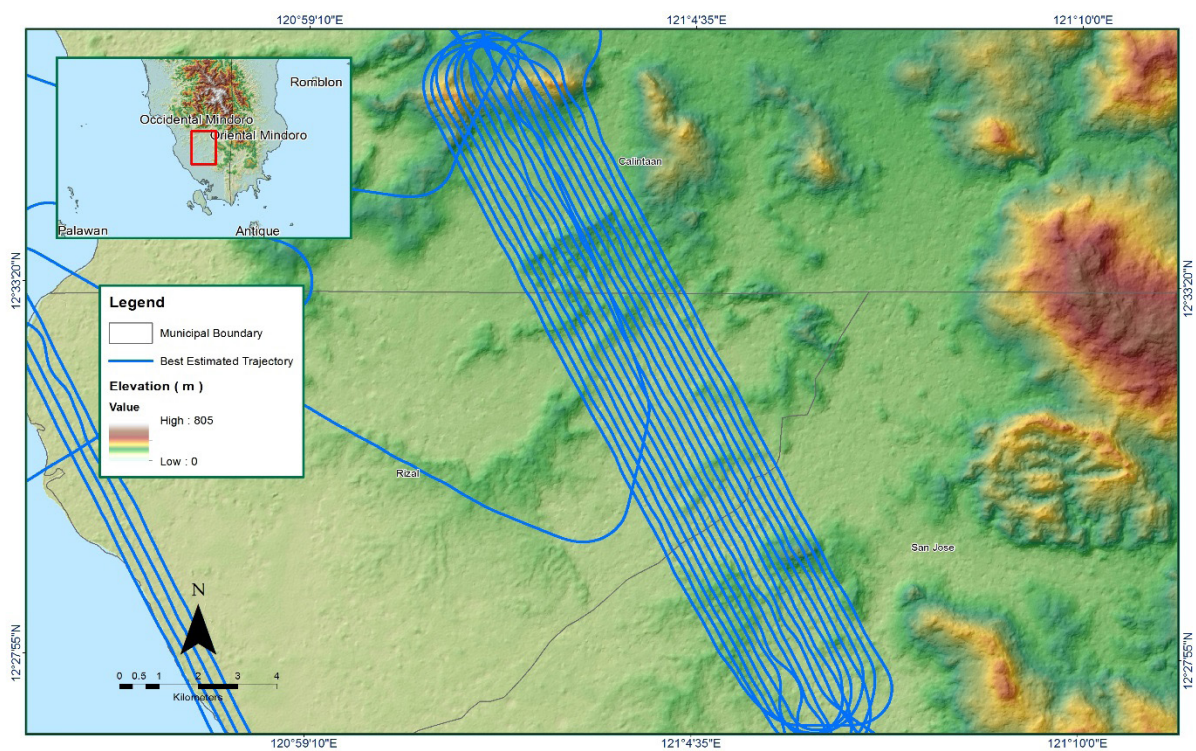 120°59'10"E
121°4'35"E
121°10'0"E
Romblon
Occidental Mindoro
Oriental Mindoro
Palawan
Antique
Calintaan
12°33'20"N
12°33'20"N
Legend
Municipal Boundary
Best Estimated Trajectory
Elevation ( m )
Value
High : 805
Low : 0
Rizal
San Jose
N
12°27'55"N
12°27'55"N
0 0.5 1 2 3 4
Kilometers
120°59'10"E
121°4'35"E
121°10'0"E